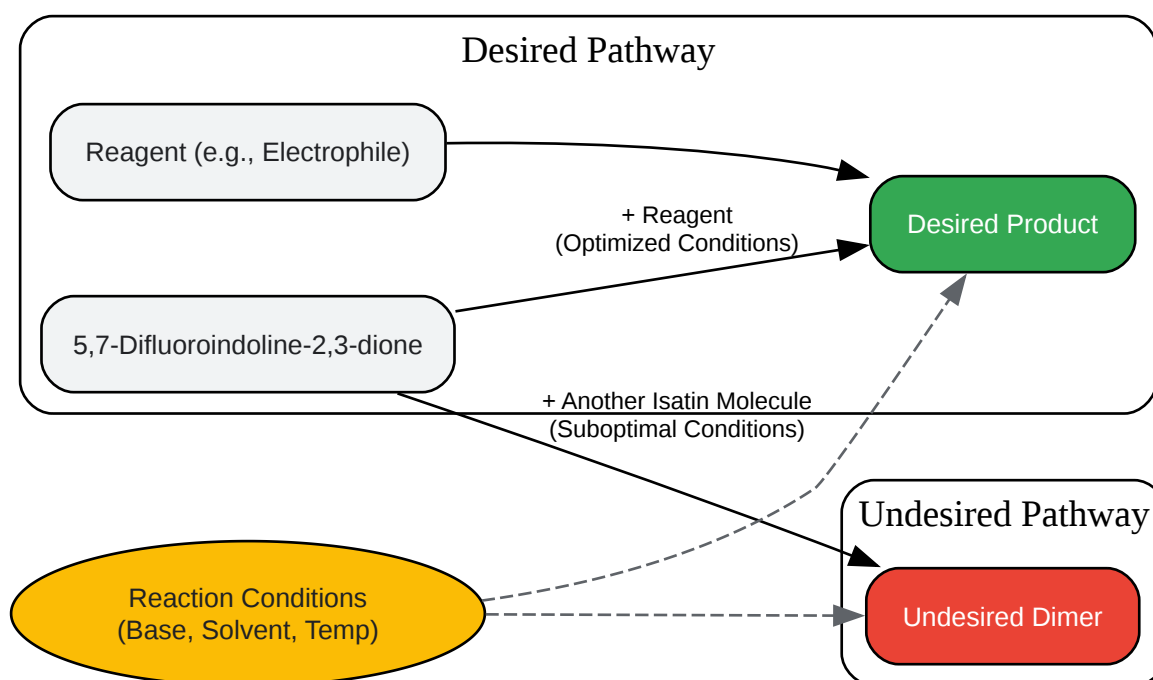 Desired Pathway
Reagent (e.g., Electrophile)
+ Reagent
(Optimized Conditions)
Desired Product
5,7-Difluoroindoline-2,3-dione
+ Another Isatin Molecule
(Suboptimal Conditions)
Undesired Pathway
Reaction Conditions
(Base, Solvent, Temp)
Undesired Dimer